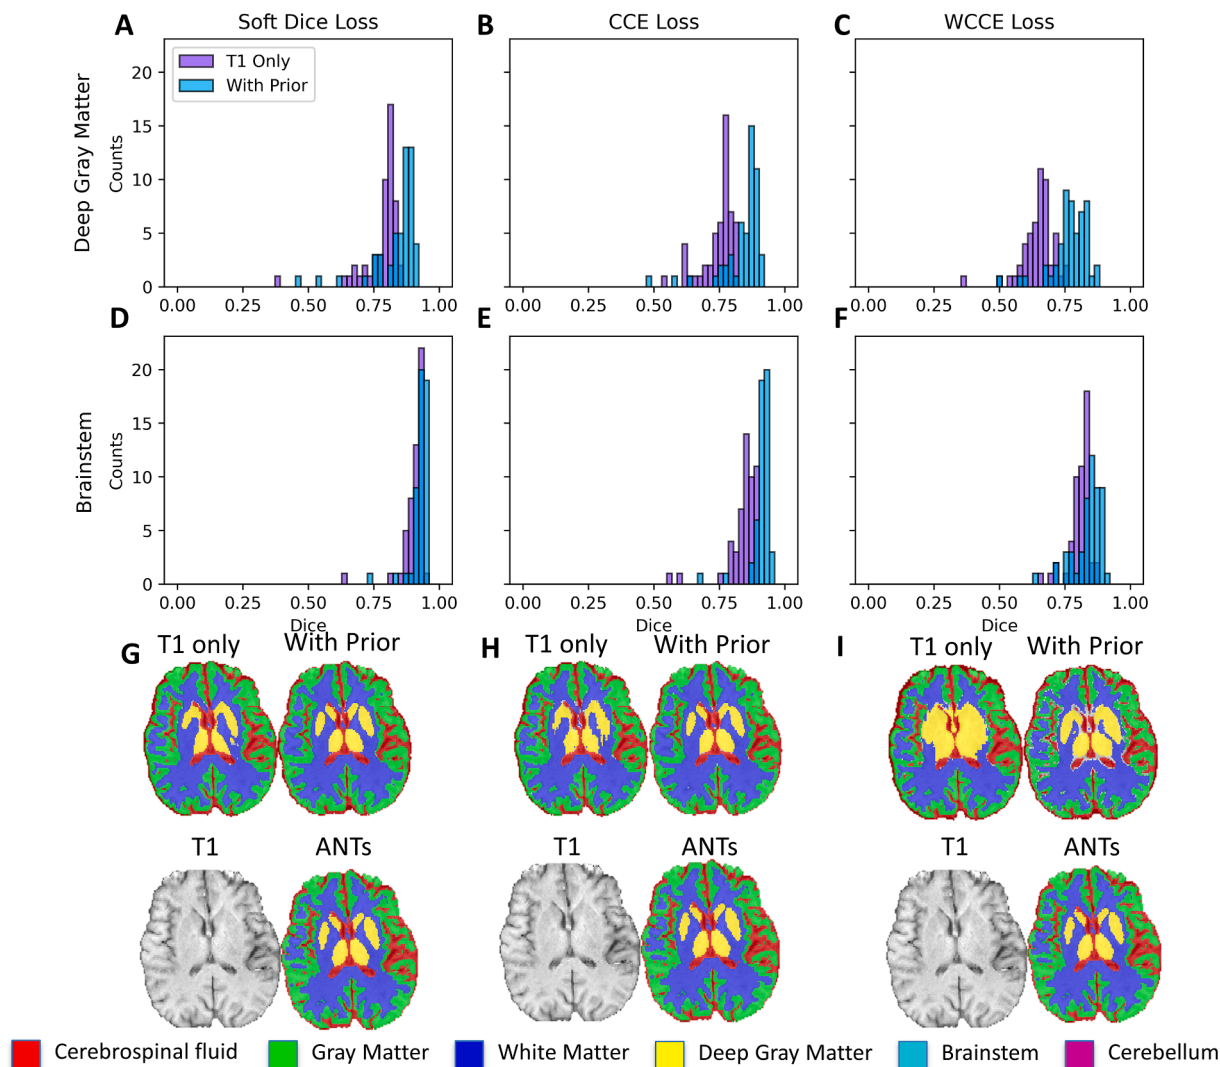 A Soft Dice Loss
B CCE Loss
C WCCE Loss
T1 Only
With Prior
Deep Gray Matter
Counts
20
15
10
5
0
0.00 0.25 0.50 0.75 1.00
0.00 0.25 0.50 0.75 1.00
0.00 0.25 0.50 0.75 1.00
D
E
F
Brainstem
Counts
20
15
10
5
0
0.00 0.25 0.50 0.75 1.00
0.00 0.25 0.50 0.75 1.00
0.00 0.25 0.50 0.75 1.00
Dice
Dice
Dice
G T1 only With Prior
H T1 only With Prior
I T1 only With Prior
T1 ANTs
T1 ANTs
T1 ANTs
Cerebrospinal fluid
Gray Matter
White Matter
Deep Gray Matter
Brainstem
Cerebellum